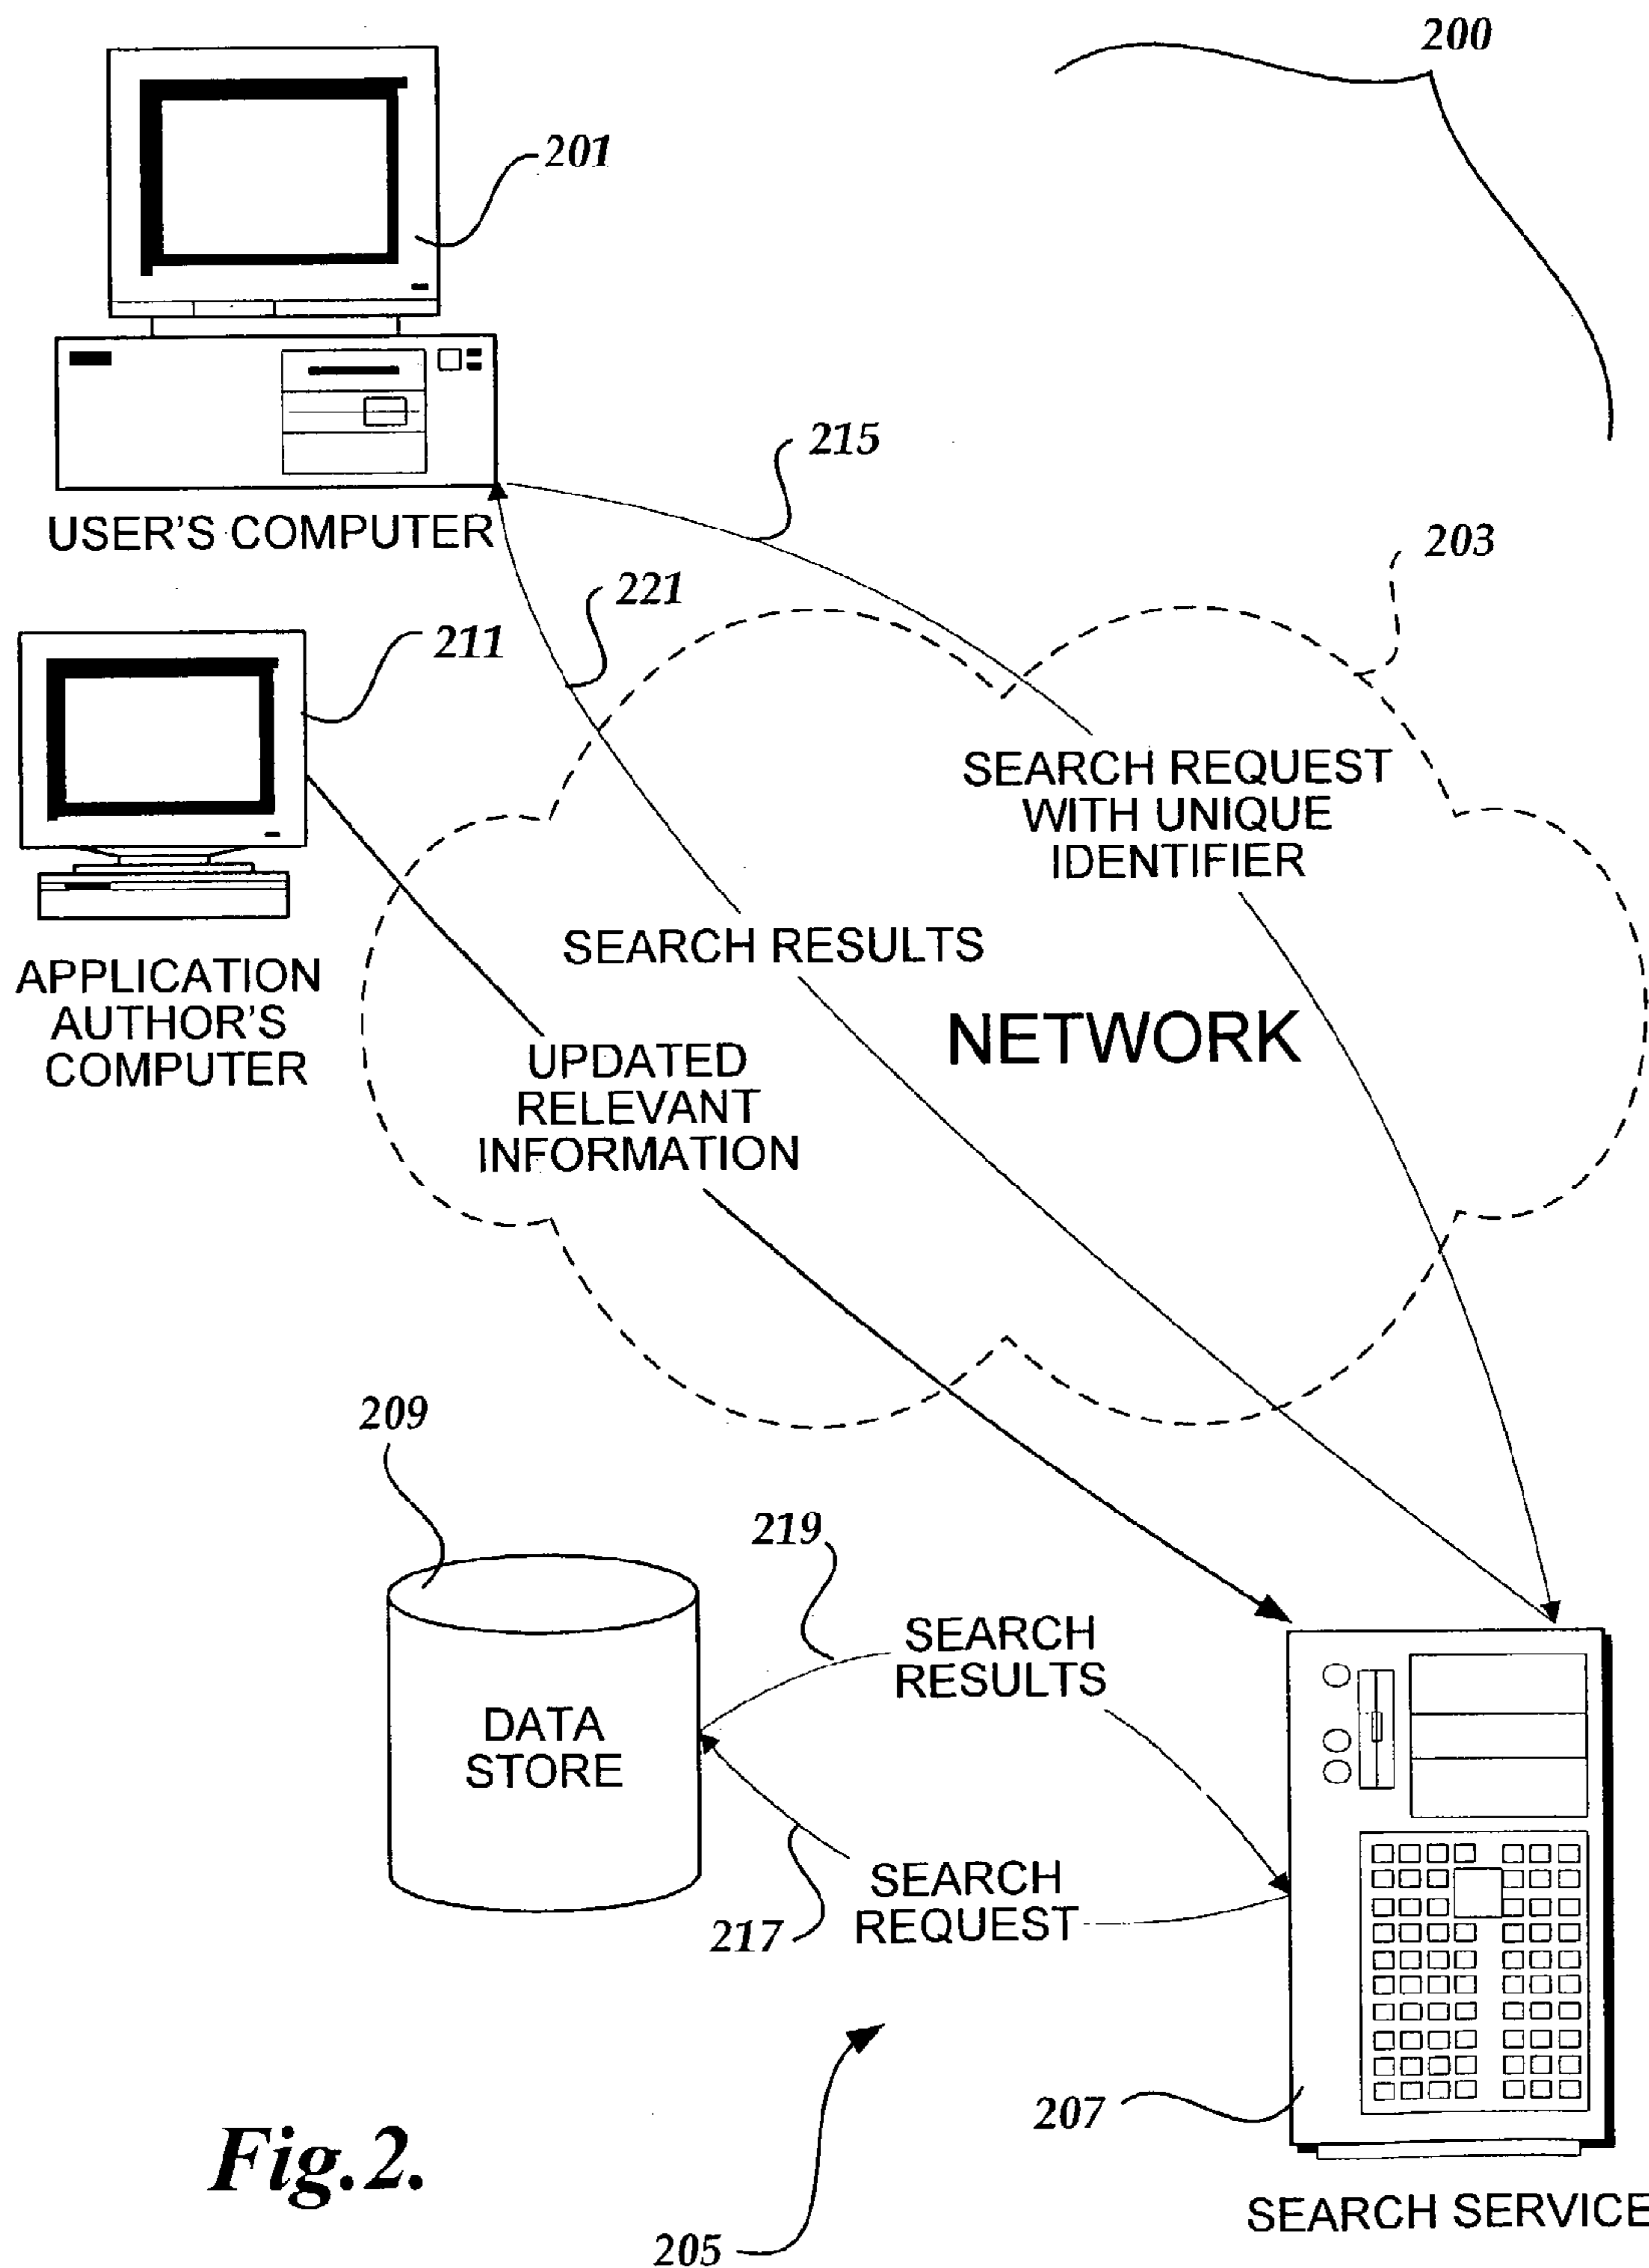 200
201
215
USER'S COMPUTER
203
221
211
SEARCH REQUEST
WITH UNIQUE
IDENTIFIER
SEARCH RESULTS
APPLICATION
AUTHOR'S
COMPUTER
NETWORK
UPDATED
RELEVANT
INFORMATION
209
219
SEARCH
RESULTS
DATA
STORE
SEARCH
REQUEST
217
207
Fig.2.
SEARCH SERVICE
205